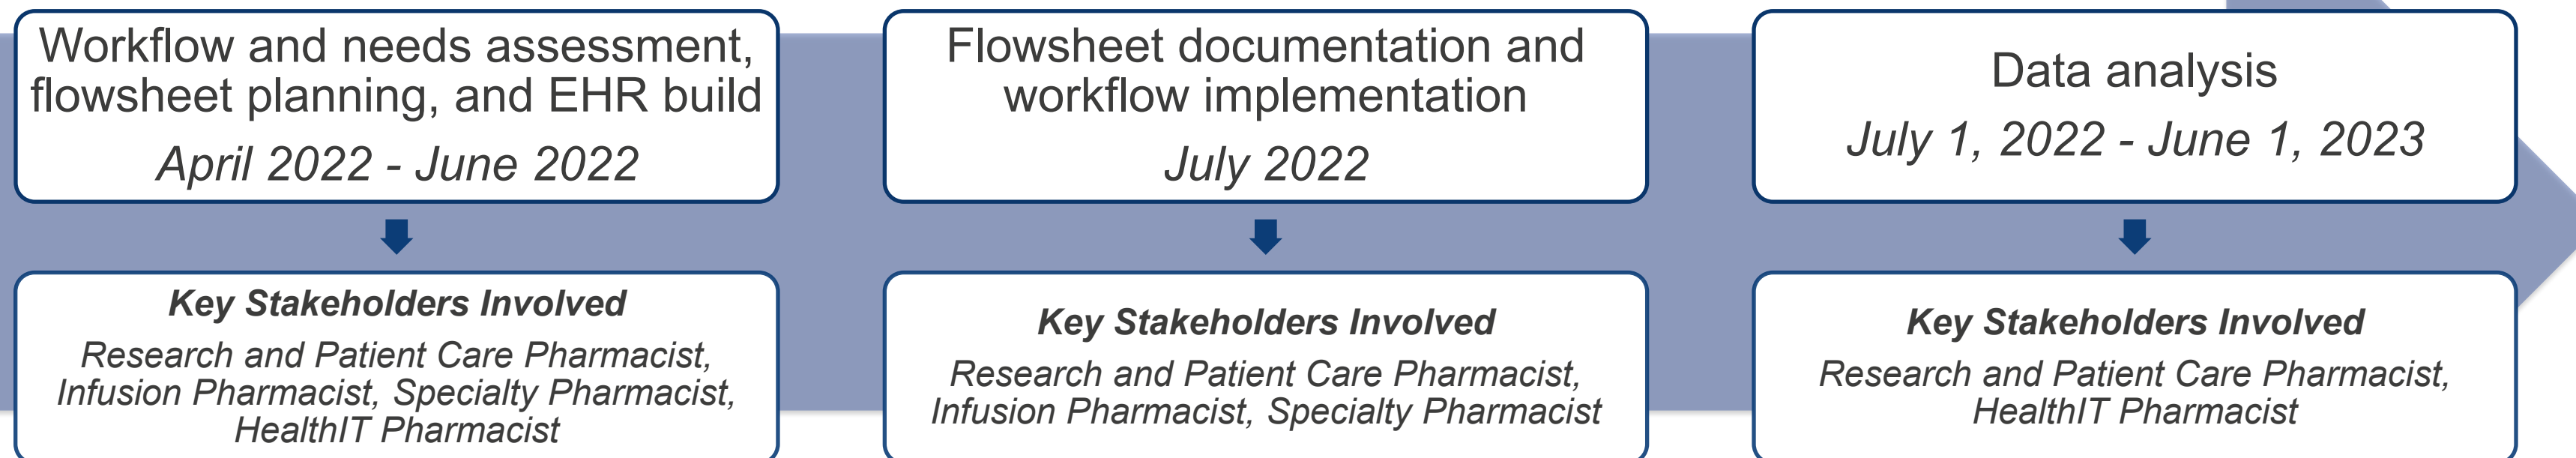 Workflow and needs assessment,
flowsheet planning, and EHR build
April 2022 - June 2022
Key Stakeholders Involved
Research and Patient Care Pharmacist,
Infusion Pharmacist, Specialty Pharmacist,
HealthIT Pharmacist
Flowsheet documentation and
workflow implementation
July 2022
Key Stakeholders Involved
Research and Patient Care Pharmacist,
Infusion Pharmacist, Specialty Pharmacist
Data analysis
July 1, 2022 - June 1, 2023
Key Stakeholders Involved
Research and Patient Care Pharmacist,
HealthIT Pharmacist